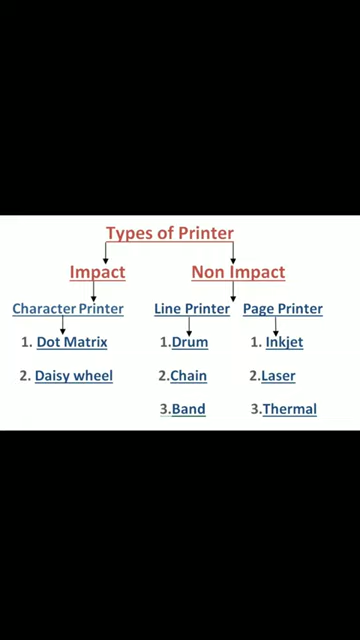 Types of Printer
Impact Non Impact
Character Printer Line Printer Page Printer
1. Dot Matrix 1.Drum 1. Inkjet
2. Daisy wheel 2.Chain 2.Laser
3.Band 3.Thermal